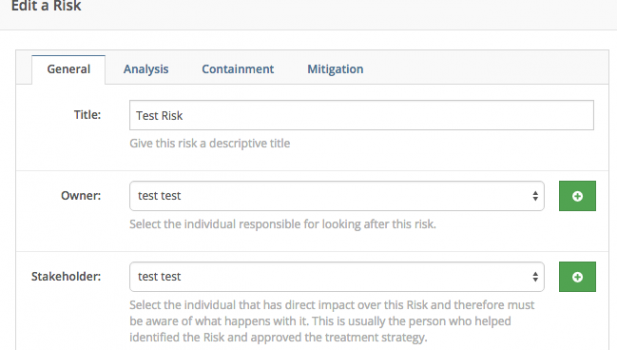 Edit a Risk
General Analysis Containment Mitigation
Title: Test Risk
Give this risk a descriptive title
Owner: test test
Select the individual responsible for looking after this risk.
Stakeholder: test test
Select the individual that has direct impact over this Risk and therefore must
be aware of what happens with it. This is usually the person who helped
identified the Risk and approved the treatment strategy.